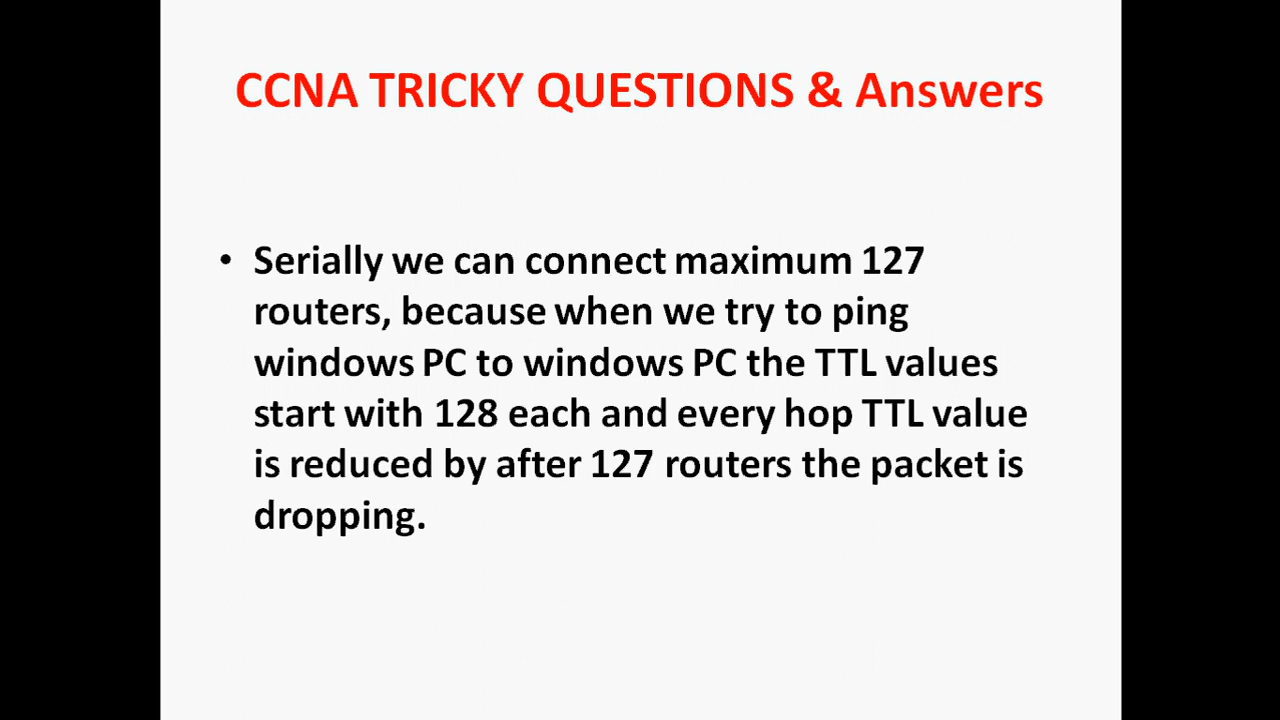 CCNA TRICKY QUESTIONS & Answers
• Serially we can connect maximum 127
routers, because when we try to ping
windows PC to windows PC the TTL values
start with 128 each and every hop TTL value
is reduced by after 127 routers the packet is
dropping.